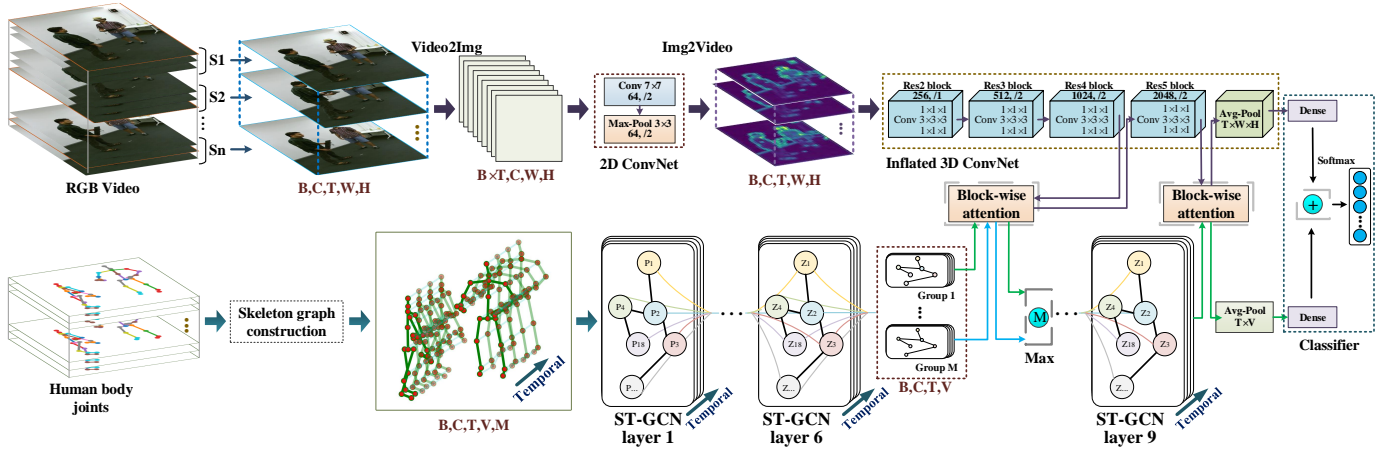 S1
S2
Sn
RGB Video
B,C,T,W,H
Video2Img
B×T,C,W,H
Conv 7×7
64, /2
Max-Pool 3×3
64, /2
2D ConvNet
Img2Video
B,C,T,W,H
Res2 block
256, /1
1×1×1
Conv 3×3×3
1×1×1
Res3 block
512, /2
1×1×1
Conv 3×3×3
1×1×1
Res4 block
1024, /2
1×1×1
Conv 3×3×3
1×1×1
Res5 block
2048, /2
1×1×1
Conv 3×3×3
1×1×1
Avg-Pool
T×W×H
Inflated 3D ConvNet
Dense
Softmax
+
Block-wise
attention
Block-wise
attention
Human body
joints
Skeleton graph
construction
Temporal
B,C,T,V,M
P1
P4
P2
P18
P3
P...
Temporal
ST-GCN
layer 1
...
Z1
Z4
Z2
Z18
Z3
Z...
Temporal
ST-GCN
layer 6
Group 1
Group M
B,C,T,V
M
Max
...
Z1
Z4
Z2
Z18
Z3
Z...
Temporal
ST-GCN
layer 9
Avg-Pool
T×V
Dense
Classifier